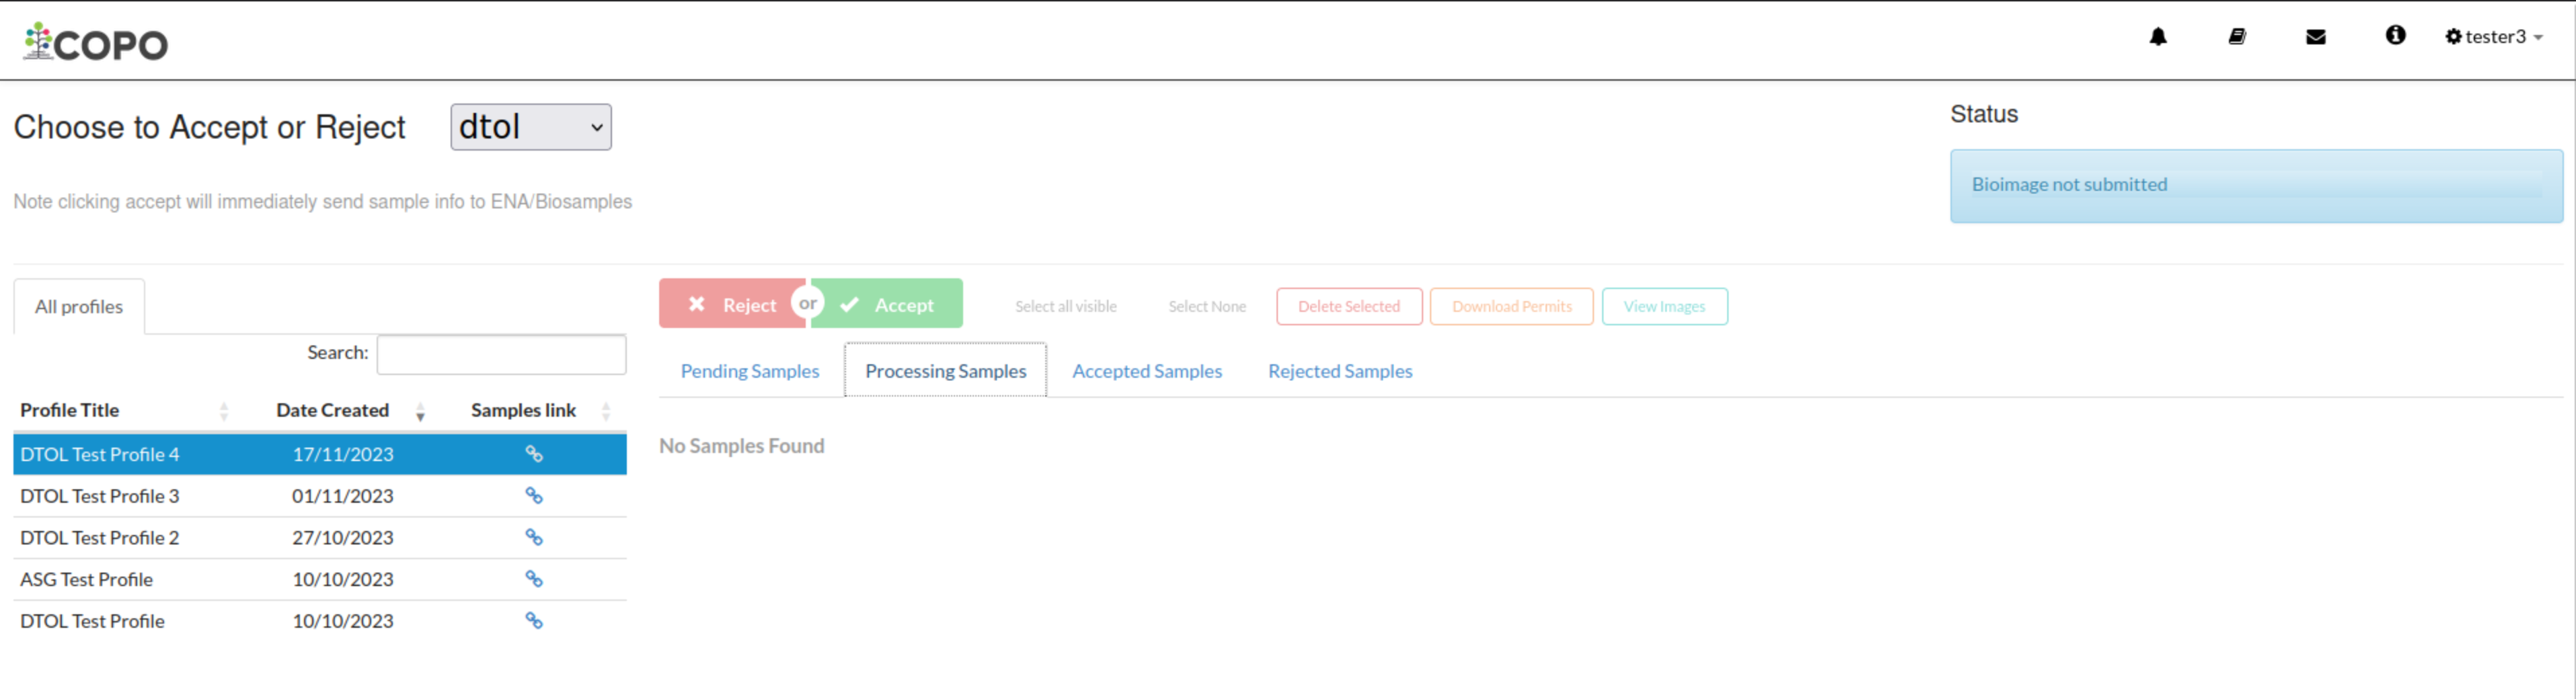 COPO
tester3
Choose to Accept or Reject dtol
Status
Bioimage not submitted
Note clicking accept will immediately send sample info to ENA/Biosamples
All profiles
Search:
Profile Title Date Created Samples link
DTOL Test Profile 4 17/11/2023
DTOL Test Profile 3 01/11/2023
DTOL Test Profile 2 27/10/2023
ASG Test Profile 10/10/2023
DTOL Test Profile 10/10/2023
Reject or Accept Select all visible Select None Delete Selected Download Permits View Images
Pending Samples Processing Samples Accepted Samples Rejected Samples
No Samples Found